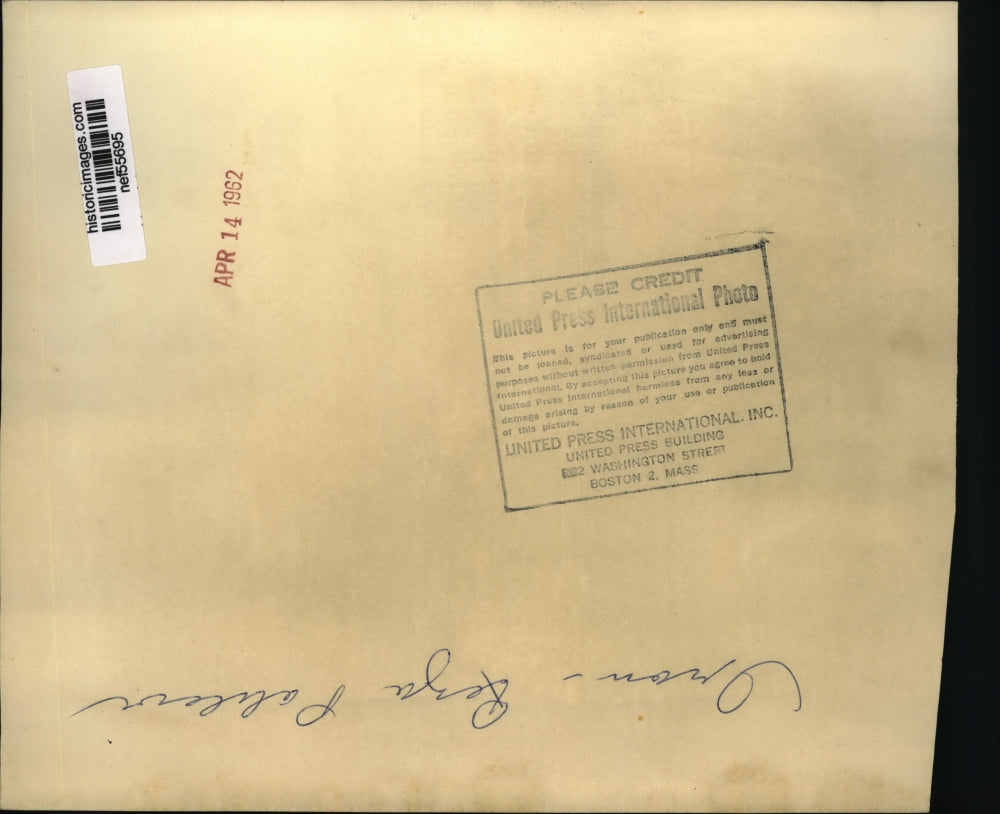 historicimages.com
nef55695
APR 14 1962
PLEASE CREDIT
United Press International Photo
This picture is for your publication only and must
not be loaned, syndicated or used for advertising
purposes without written permission from United Press
International. By accepting this picture you agree to hold
United Press International harmless from any loss or
damage arising by reason of your use or publication
of this picture.
UNITED PRESS INTERNATIONAL, INC.
UNITED PRESS BUILDING
WASHINGTON STREET
BOSTON 2, MASS
Iran - Reza Pahlevi